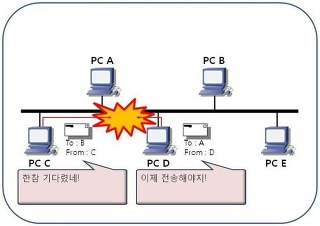 PC A
PC B
To : B
From : C
To : A
From : D
PC C
PC D
PC E
한참 기다렸네!
이제 전송해야지!